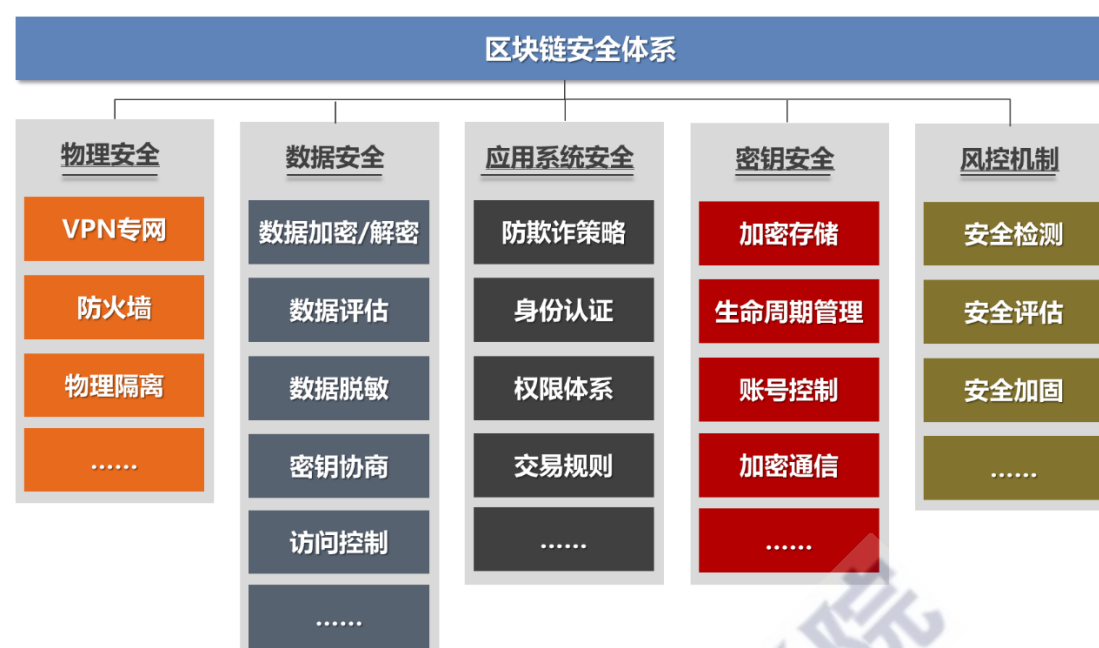 区块链安全体系
物理安全
VPN专网
防火墙
物理隔离
……
数据安全
数据加密/解密
数据评估
数据脱敏
密钥协商
访问控制
……
应用系统安全
防欺诈策略
身份认证
权限体系
交易规则
……
密钥安全
加密存储
生命周期管理
账号控制
加密通信
……
风控机制
安全检测
安全评估
安全加固
……
院